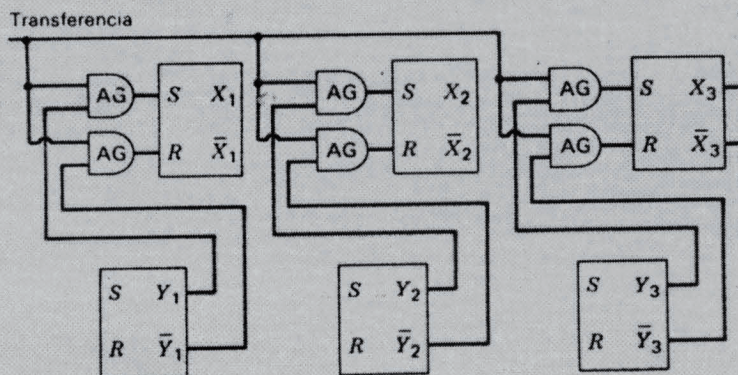 Transferencia
AG S X₁ AG S X₂ AG S X₃
AG R X̄₁ AG R X̄₂ AG R X̄₃
S Y₁ S Y₂ S Y₃
R Ȳ₁ R Ȳ₂ R Ȳ₃